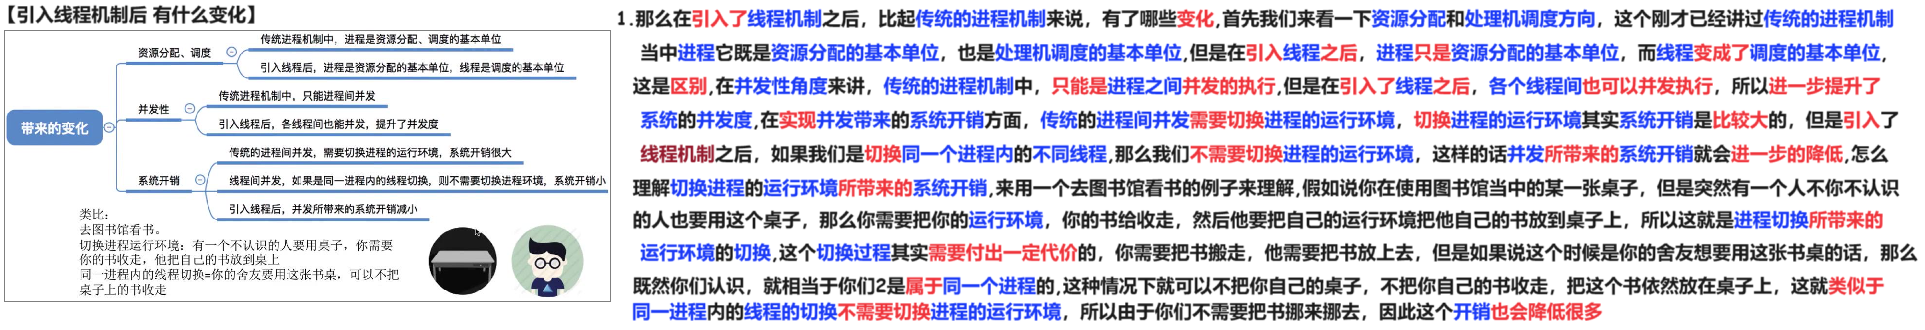 【引入线程机制后 有什么变化】
带来的变化
资源分配、调度
传统进程机制中，进程是资源分配、调度的基本单位
引入线程后，进程是资源分配的基本单位，线程是调度的基本单位
并发性
传统进程机制中，只能进程间并发
引入线程后，各线程间也能并发，提升了并发度
系统开销
传统的进程间并发，需要切换进程的运行环境，系统开销很大
线程间并发，如果是同一进程内的线程切换，则不需要切换进程环境，系统开销小
引入线程后，并发所带来的系统开销减小
类比：
去图书馆看书。
切换进程运行环境：有一个不认识的人要用桌子，你需要
你的书收走，他把自己的书放到桌上
同一进程内的线程切换=你的舍友要用这张书桌，可以不把
桌子上的书收走
1.那么在引入了线程机制之后，比起传统的进程机制来说，有了哪些变化,首先我们来看一下资源分配和处理机调度方向，这个刚才已经讲过传统的进程机制
当中进程它既是资源分配的基本单位，也是处理机调度的基本单位,但是在引入线程之后，进程只是资源分配的基本单位，而线程变成了调度的基本单位，
这是区别,在并发性角度来讲，传统的进程机制中，只能是进程之间并发的执行,但是在引入了线程之后，各个线程间也可以并发执行，所以进一步提升了
系统的并发度,在实现并发带来的系统开销方面，传统的进程间并发需要切换进程的运行环境，切换进程的运行环境其实系统开销是比较大的，但是引入了
线程机制之后，如果我们是切换同一个进程内的不同线程,那么我们不需要切换进程的运行环境，这样的话并发所带来的系统开销就会进一步的降低,怎么
理解切换进程的运行环境所带来的系统开销,来用一个去图书馆看书的例子来理解,假如说你在使用图书馆当中的某一张桌子，但是突然有一个人不你不认识
的人也要用这个桌子，那么你需要把你的运行环境，你的书给收走，然后他要把自己的运行环境把他自己的书放到桌子上，所以这就是进程切换所带来的
运行环境的切换,这个切换过程其实需要付出一定代价的，你需要把书搬走，他需要把书放上去，但是如果说这个时候是你的舍友想要用这张书桌的话，那么
既然你们认识，就相当于你们2是属于同一个进程的,这种情况下就可以不把你自己的桌子，不把你自己的书收走，把这个书依然放在桌子上，这就类似于
同一进程内的线程的切换不需要切换进程的运行环境，所以由于你们不需要把书挪来挪去，因此这个开销也会降低很多